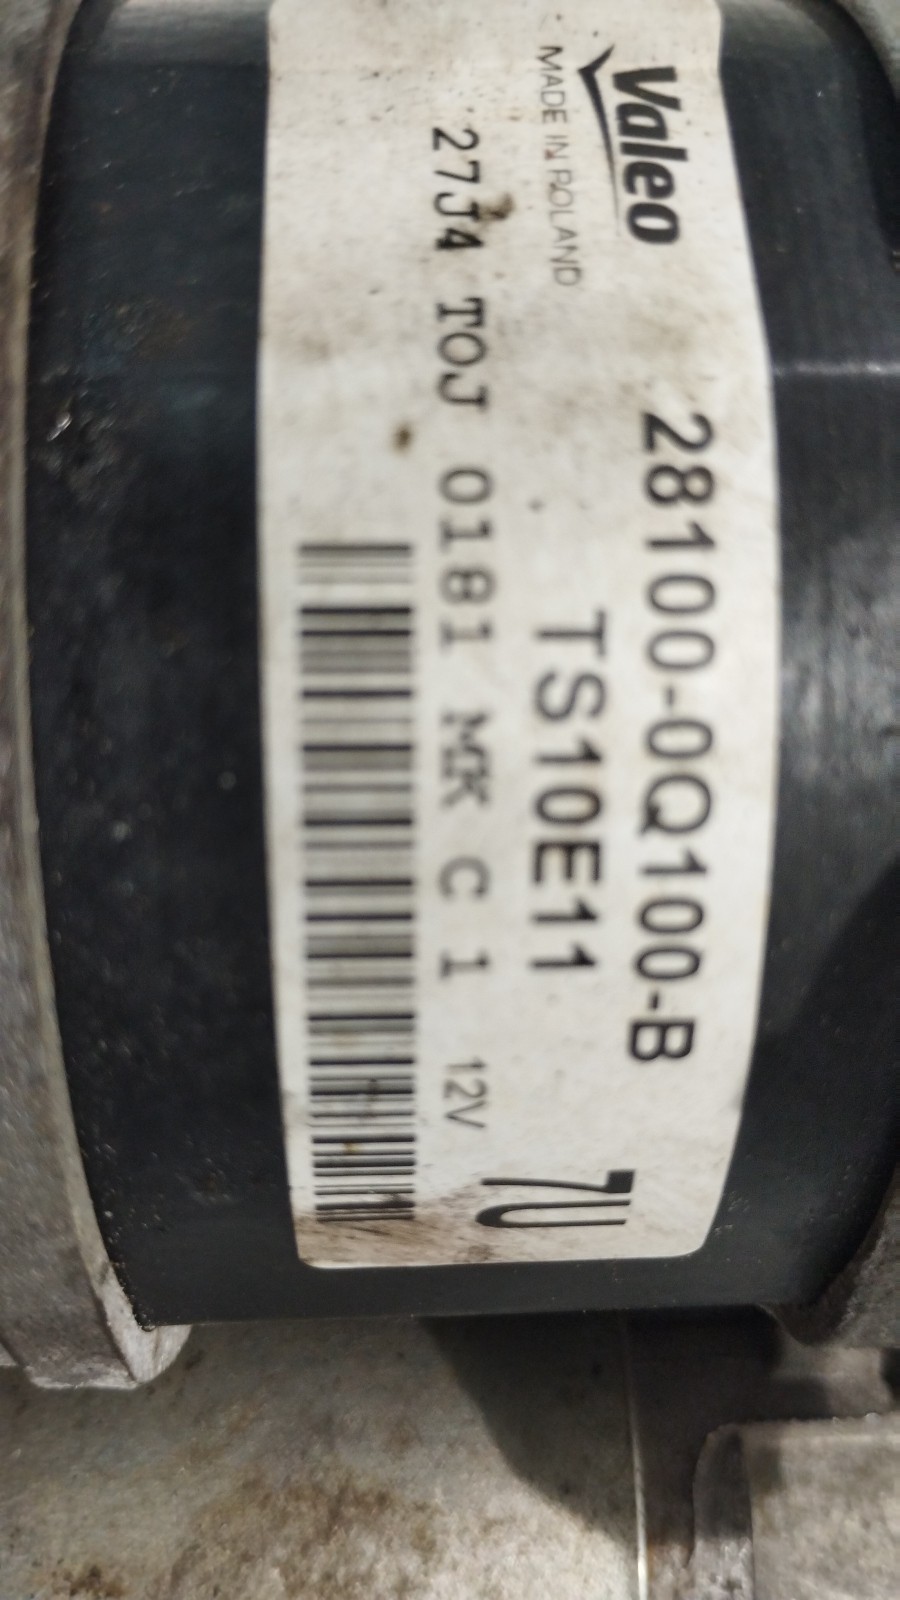 Valeo
MADE IN POLAND
28100-0Q100-B
TS10E11
27J4 TOJ 0181 MK C 1 12V
7U